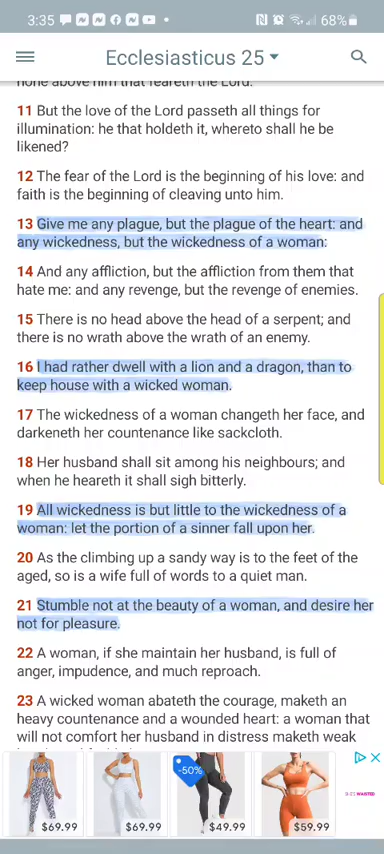 3:35
68%
Ecclesiasticus 25
none above him that feareth the Lord.
11 But the love of the Lord passeth all things for
illumination: he that holdeth it, whereto shall he be
likened?
12 The fear of the Lord is the beginning of his love: and
faith is the beginning of cleaving unto him.
13 Give me any plague, but the plague of the heart: and
any wickedness, but the wickedness of a woman:
14 And any affliction, but the affliction from them that
hate me: and any revenge, but the revenge of enemies.
15 There is no head above the head of a serpent; and
there is no wrath above the wrath of an enemy.
16 I had rather dwell with a lion and a dragon, than to
keep house with a wicked woman.
17 The wickedness of a woman changeth her face, and
darkeneth her countenance like sackcloth.
18 Her husband shall sit among his neighbours; and
when he heareth it shall sigh bitterly.
19 All wickedness is but little to the wickedness of a
woman: let the portion of a sinner fall upon her.
20 As the climbing up a sandy way is to the feet of the
aged, so is a wife full of words to a quiet man.
21 Stumble not at the beauty of a woman, and desire her
not for pleasure.
22 A woman, if she maintain her husband, is full of
anger, impudence, and much reproach.
23 A wicked woman abateth the courage, maketh an
heavy countenance and a wounded heart: a woman that
will not comfort her husband in distress maketh weak
-50%
$69.99
$69.99
$49.99
$59.99